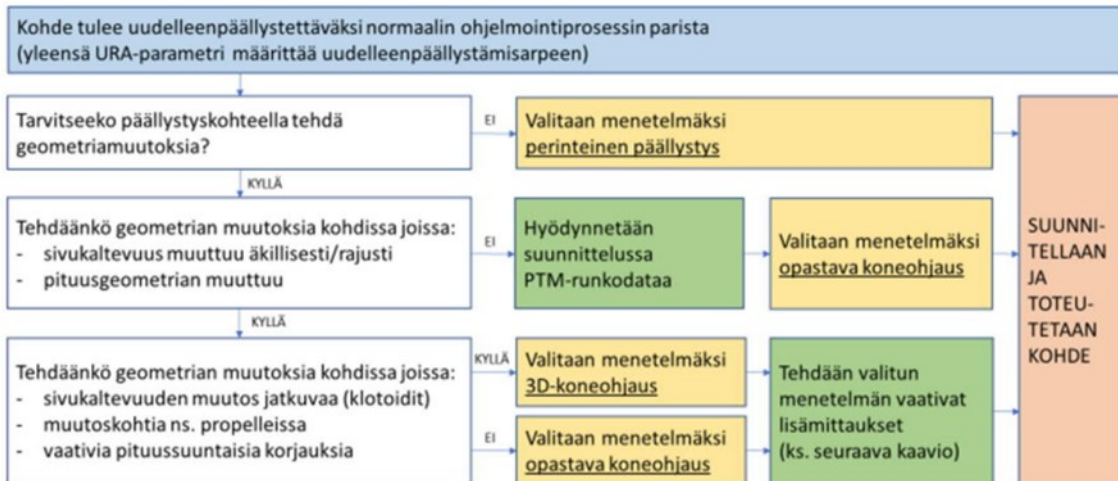 Kohde tulee uudelleenpäällystettäväksi normaalin ohjelmointiprosessin parista
(yleensä URA-parametri määrittää uudelleenpäällystämisarpeen)
Tarvitseeko päällystyskohteella tehdä
geometriamuutoksia?
EI
Valitaan menetelmäksi
perinteinen päällystys
KYLLÄ
Tehdäänkö geometrian muutoksia kohdissa joissa:
- sivukaltevuus muuttuu äkillisesti/rajusti
- pituusgeometrian muuttuu
EI
Hyödynnetään
suunnittelussa
PTM-runkodataa
Valitaan menetelmäksi
opastava koneohjaus
KYLLÄ
Tehdäänkö geometrian muutoksia kohdissa joissa:
- sivukaltevuuden muutos jatkuvaa (klotoidit)
- muutoskohtia ns. propelleissa
- vaativia pituussuuntaisia korjauksia
KYLLÄ
Valitaan menetelmäksi
3D-koneohjaus
EI
Valitaan menetelmäksi
opastava koneohjaus
Tehdään valitun
menetelmän vaativat
lisämittaukset
(ks. seuraava kaavio)
SUUNNI-
TELLAAN
JA
TOTEU-
TETAAN
KOHDE